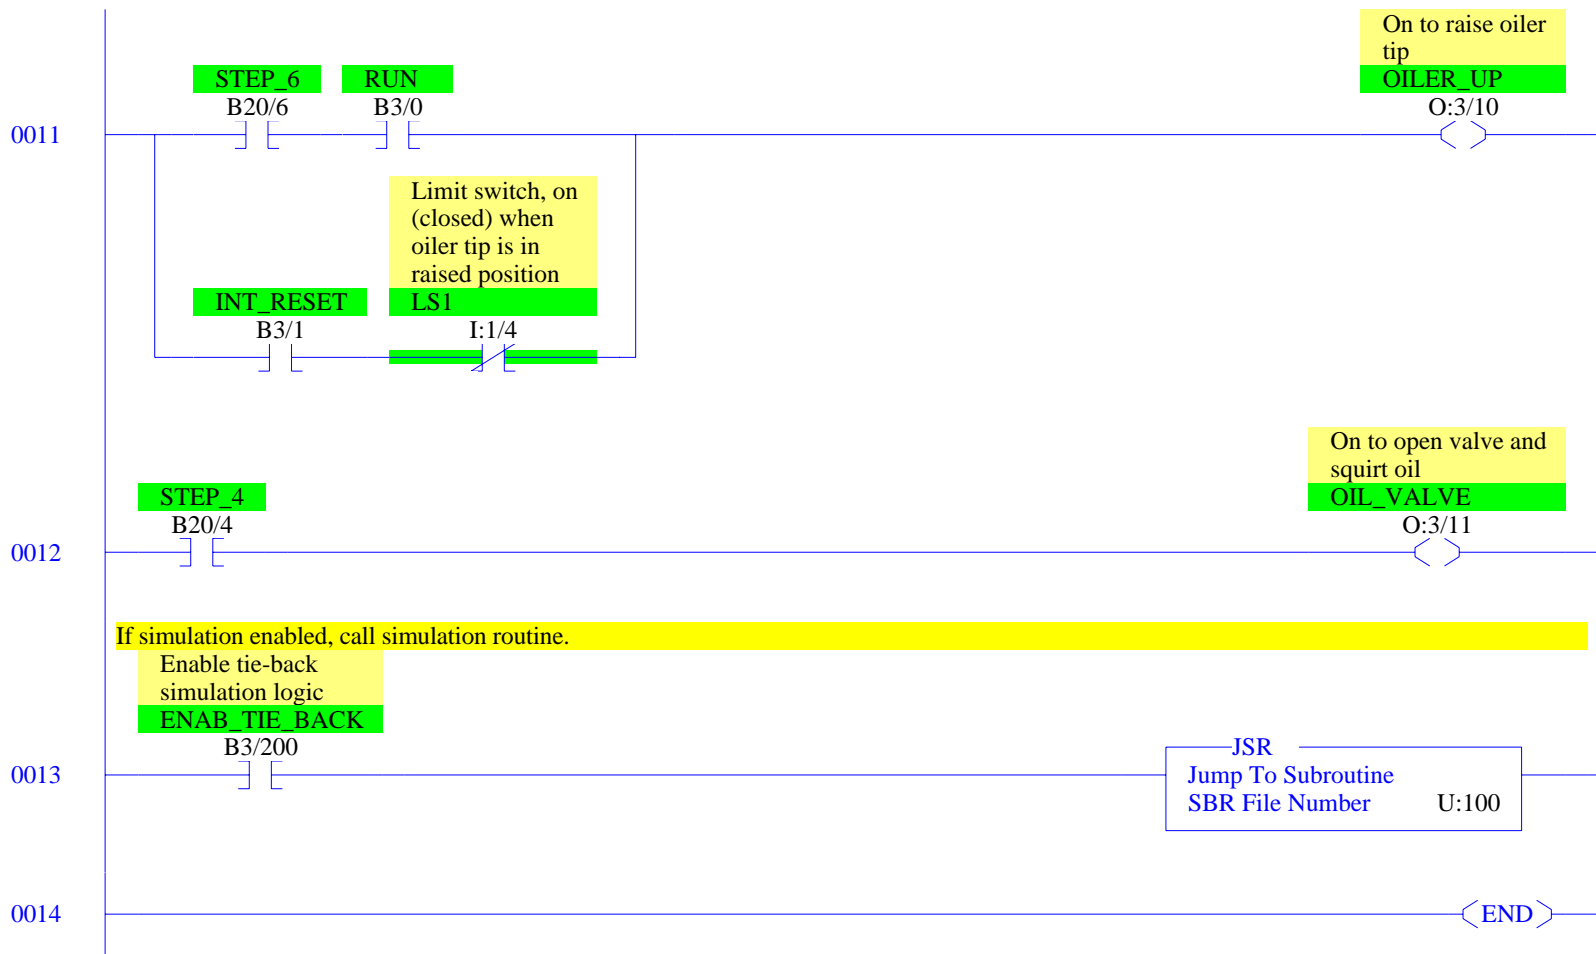 On to raise oiler
tip
STEP_6 RUN OILER_UP
B20/6 B3/0 O:3/10
0011
Limit switch, on
(closed) when
oiler tip is in
raised position
INT_RESET LS1
B3/1 I:1/4
On to open valve and
squirt oil
STEP_4 OIL_VALVE
B20/4 O:3/11
0012
If simulation enabled, call simulation routine.
Enable tie-back
simulation logic
ENAB_TIE_BACK
B3/200 JSR
0013 Jump To Subroutine
SBR File Number U:100
0014 END